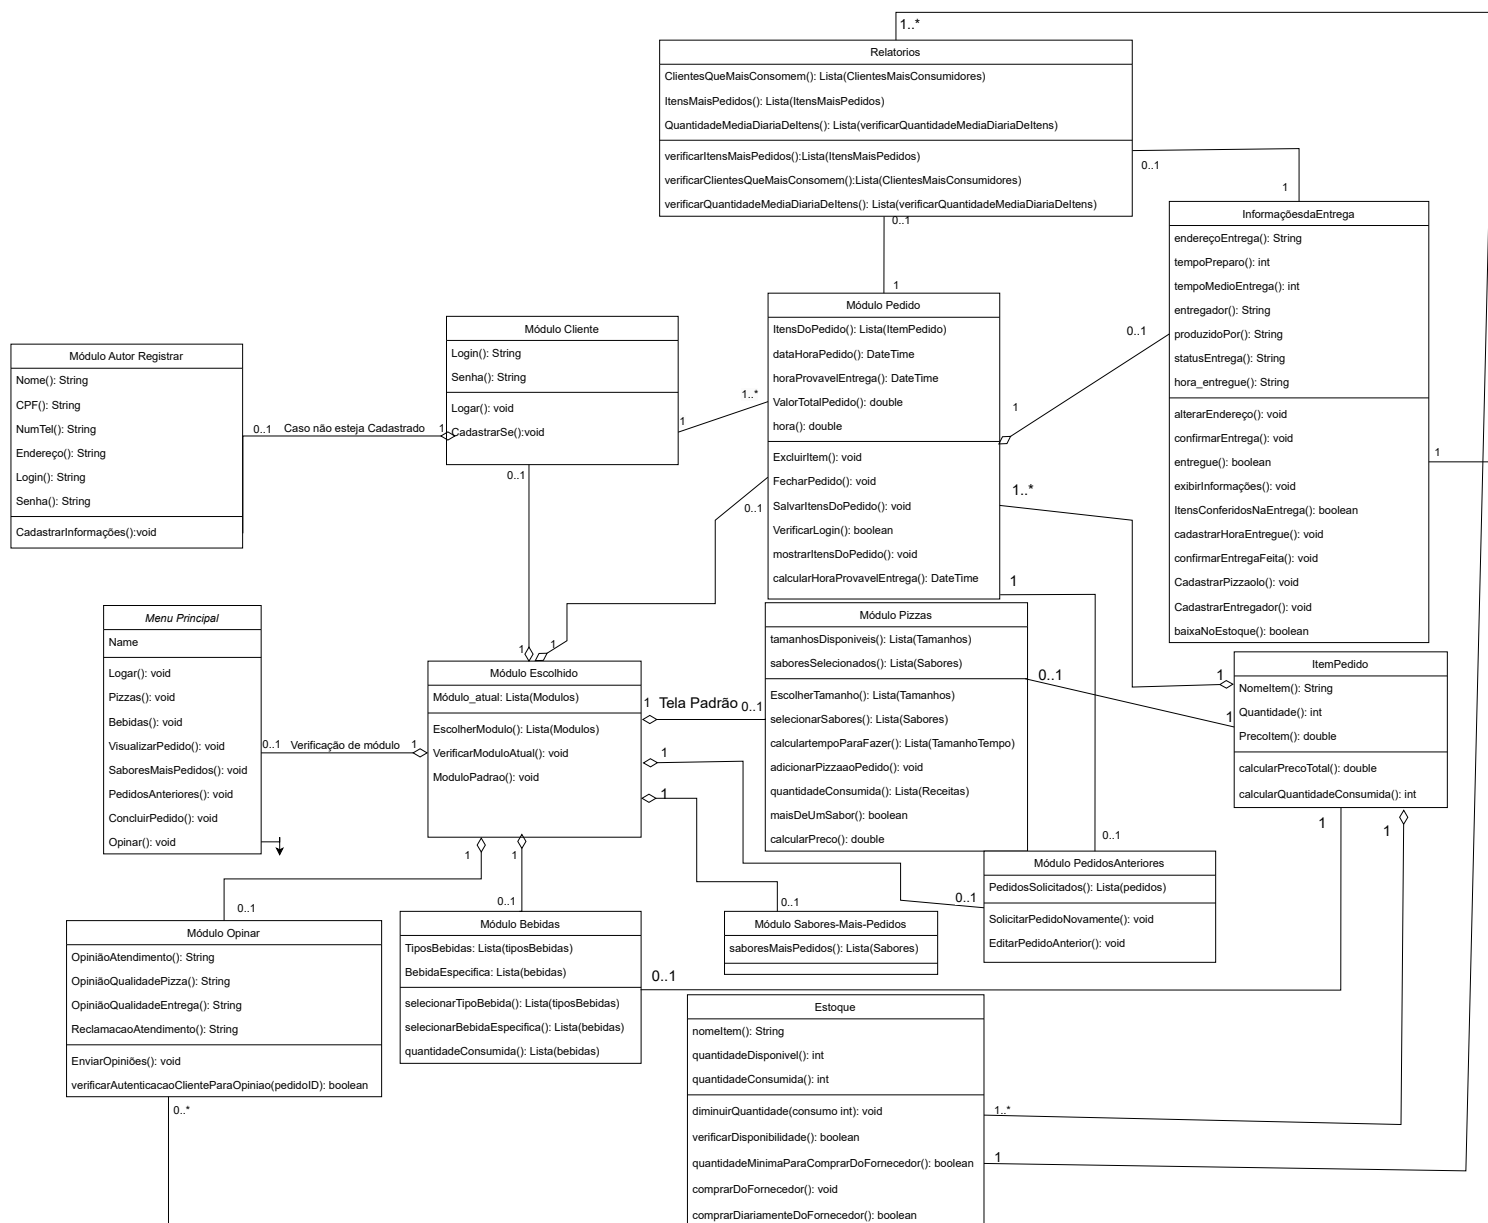 1..*
Relatorios
ClientesQueMaisConsomem(): Lista(ClientesMaisConsumidores)
ItensMaisPedidos(): Lista(ItensMaisPedidos)
QuantidadeMediaDiariaDeItens(): Lista(verificarQuantidadeMediaDiariaDeItens)
verificarItensMaisPedidos():Lista(ItensMaisPedidos)
verificarClientesQueMaisConsomem():Lista(ClientesMaisConsumidores)
verificarQuantidadeMediaDiariaDeItens(): Lista(verificarQuantidadeMediaDiariaDeItens)
0..1
1
0..1
1
InformaçõesdaEntrega
endereçoEntrega(): String
tempoPreparo(): int
tempoMedioEntrega(): int
entregador(): String
produzidoPor(): String
statusEntrega(): String
hora_entregue(): String
alterarEndereço(): void
confirmarEntrega(): void
entregue(): boolean
exibirInformações(): void
ItensConferidosNaEntrega(): boolean
cadastrarHoraEntregue(): void
confirmarEntregaFeita(): void
CadastrarPizzaolo(): void
CadastrarEntregador(): void
baixaNoEstoque(): boolean
1
0..1
1
Módulo Pedido
ItensDoPedido(): Lista(ItemPedido)
dataHoraPedido(): DateTime
horaProvavelEntrega(): DateTime
ValorTotalPedido(): double
hora(): double
ExcluirItem(): void
FecharPedido(): void
SalvarItensDoPedido(): void
VerificarLogin(): boolean
mostrarItensDoPedido(): void
calcularHoraProvavelEntrega(): DateTime
1..*
1
Módulo Cliente
Login(): String
Senha(): String
Logar(): void
CadastrarSe():void
1
1..*
0..1
0..1
Módulo Autor Registrar
Nome(): String
CPF(): String
NumTel(): String
Endereço(): String
Login(): String
Senha(): String
CadastrarInformações():void
0..1
Caso não esteja Cadastrado
1
Menu Principal
Name
Logar(): void
Pizzas(): void
Bebidas(): void
VisualizarPedido(): void
SaboresMaisPedidos(): void
PedidosAnteriores(): void
ConcluirPedido(): void
Opinar(): void
0..1
Verificação de módulo
1
1
1
Módulo Escolhido
Módulo_atual: Lista(Modulos)
EscolherModulo(): Lista(Modulos)
VerificarModuloAtual(): void
ModuloPadrao(): void
1
Tela Padrão
0..1
1
1
1
1
Módulo Pizzas
tamanhosDisponiveis(): Lista(Tamanhos)
saboresSelecionados(): Lista(Sabores)
EscolherTamanho(): Lista(Tamanhos)
selecionarSabores(): Lista(Sabores)
calculartempoParaFazer(): Lista(TamanhoTempo)
adicionarPizzaaoPedido(): void
quantidadeConsumida(): Lista(Receitas)
maisDeUmSabor(): boolean
calcularPreco(): double
0..1
1
1
ItemPedido
NomeItem(): String
Quantidade(): int
PrecoItem(): double
calcularPrecoTotal(): double
calcularQuantidadeConsumida(): int
1
1
0..1
Módulo PedidosAnteriores
PedidosSolicitados(): Lista(pedidos)
SolicitarPedidoNovamente(): void
EditarPedidoAnterior(): void
0..1
0..1
Módulo Sabores-Mais-Pedidos
saboresMaisPedidos(): Lista(Sabores)
0..1
Módulo Bebidas
TiposBebidas: Lista(tiposBebidas)
BebidaEspecifica: Lista(bebidas)
selecionarTipoBebida(): Lista(tiposBebidas)
selecionarBebidaEspecifica(): Lista(bebidas)
quantidadeConsumida(): Lista(bebidas)
0..1
0..1
Módulo Opinar
OpiniãoAtendimento(): String
OpiniãoQualidadePizza(): String
OpiniãoQualidadeEntrega(): String
ReclamacaoAtendimento(): String
EnviarOpiniões(): void
verificarAutenticacaoClienteParaOpiniao(pedidoID): boolean
0..*
Estoque
nomeItem(): String
quantidadeDisponivel(): int
quantidadeConsumida(): int
diminuirQuantidade(consumo int): void
verificarDisponibilidade(): boolean
quantidadeMinimaParaComprarDoFornecedor(): boolean
comprarDoFornecedor(): void
comprarDiariamenteDoFornecedor(): boolean
1..*
1